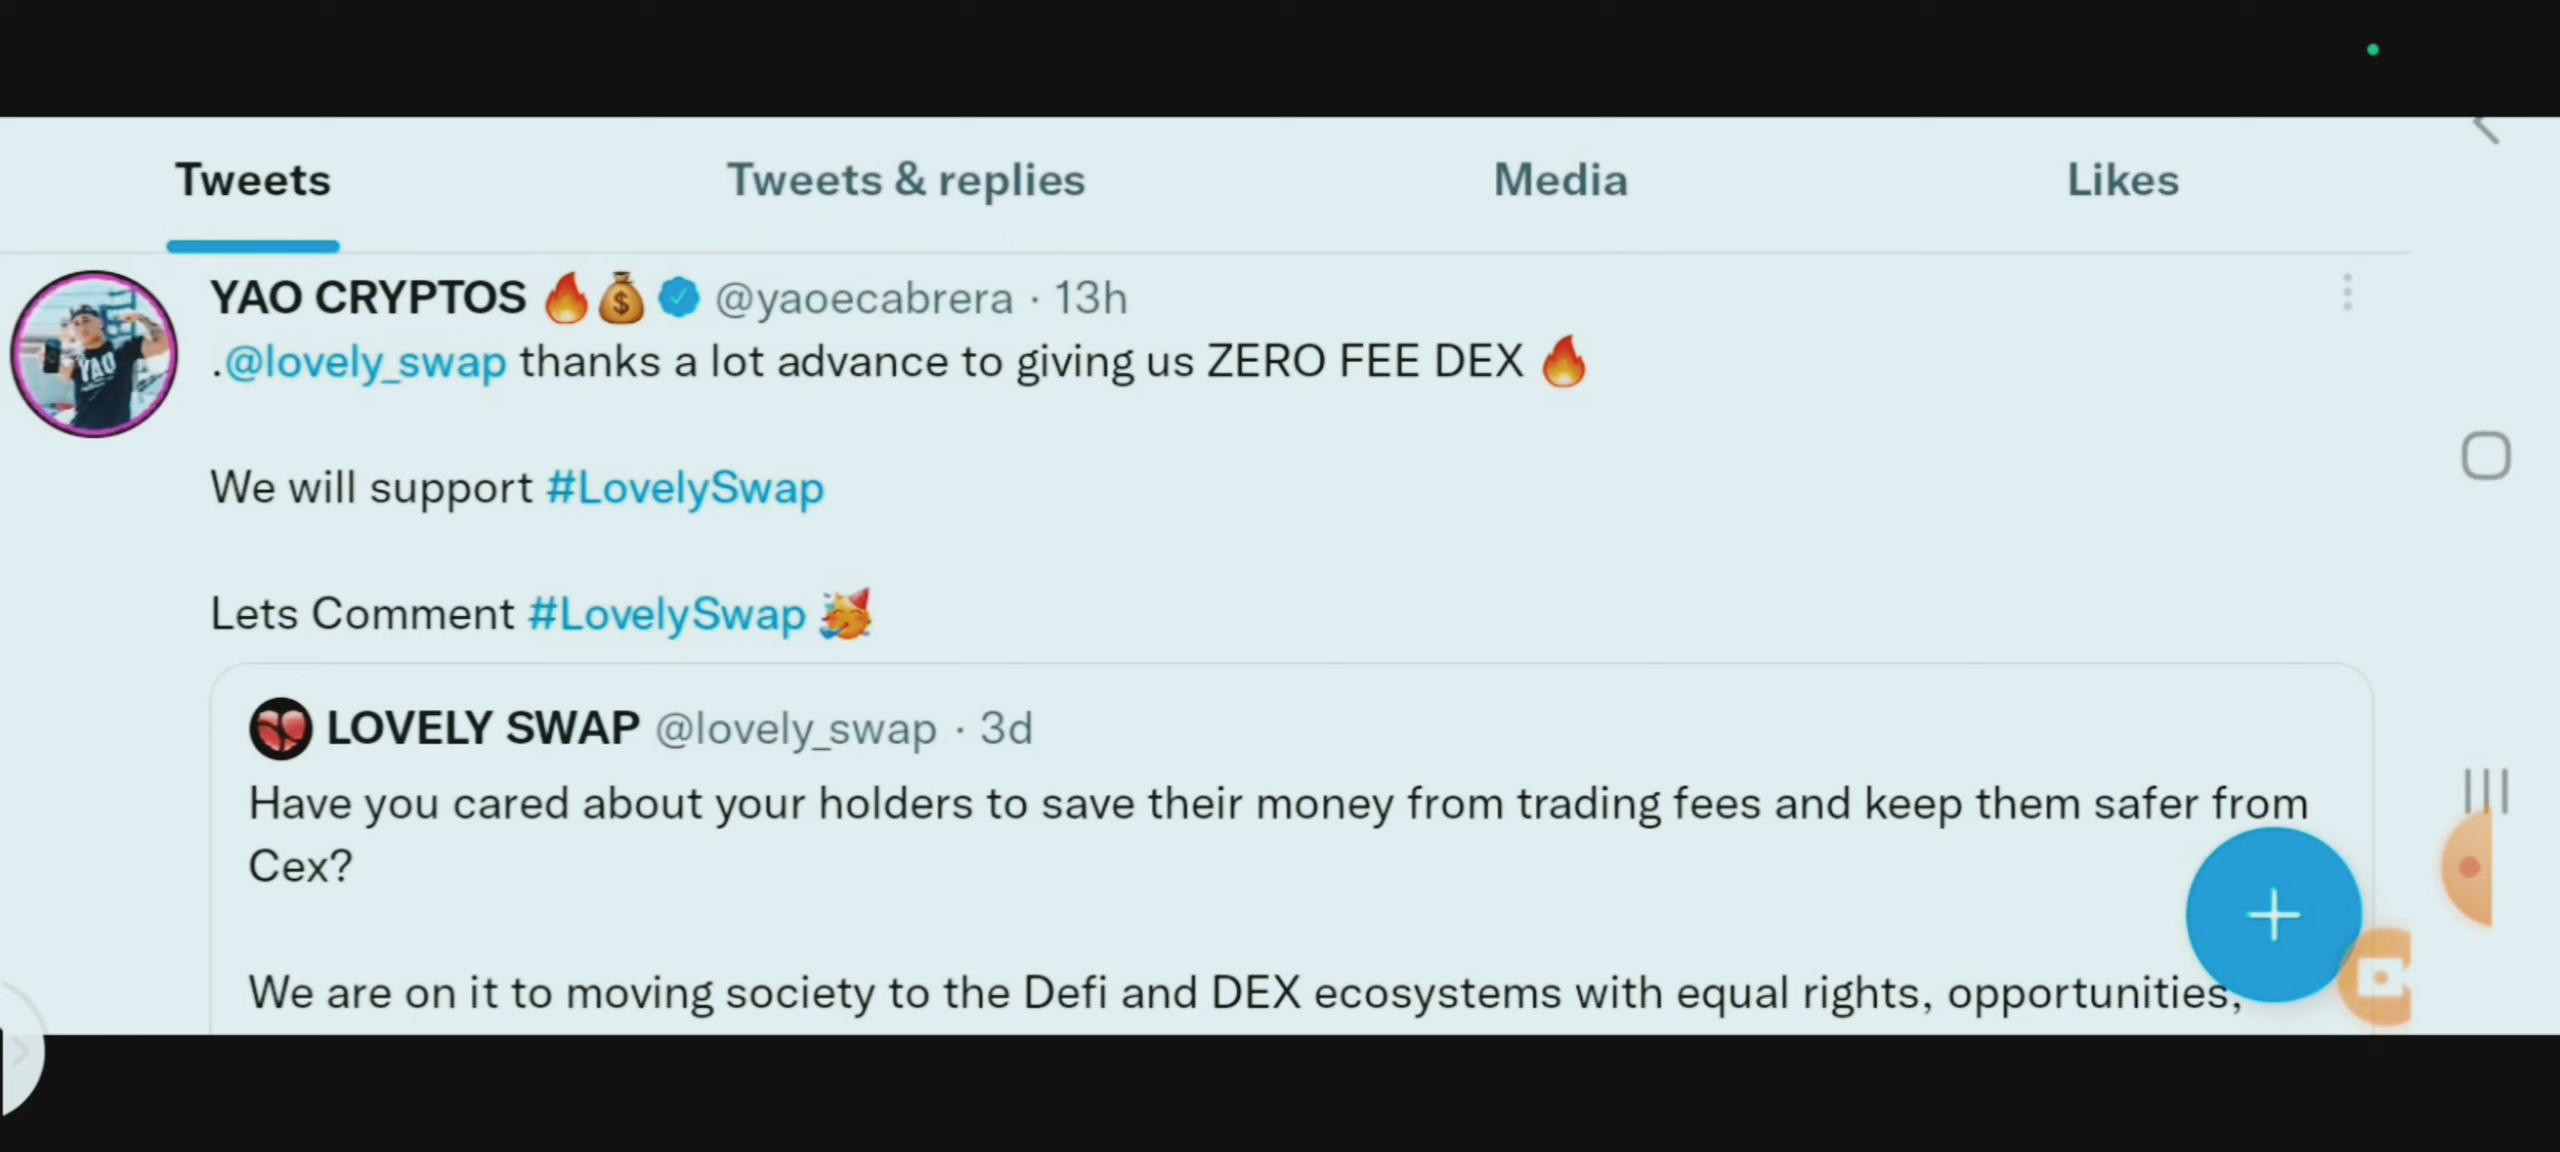 Tweets
Tweets & replies
Media
Likes
YAO CRYPTOS 🔥💰 @yaoecabrera · 13h
.@lovely_swap thanks a lot advance to giving us ZERO FEE DEX 🔥
We will support #LovelySwap
Lets Comment #LovelySwap 🥳
LOVELY SWAP @lovely_swap · 3d
Have you cared about your holders to save their money from trading fees and keep them safer from
Cex?
We are on it to moving society to the Defi and DEX ecosystems with equal rights, opportunities,
YAO